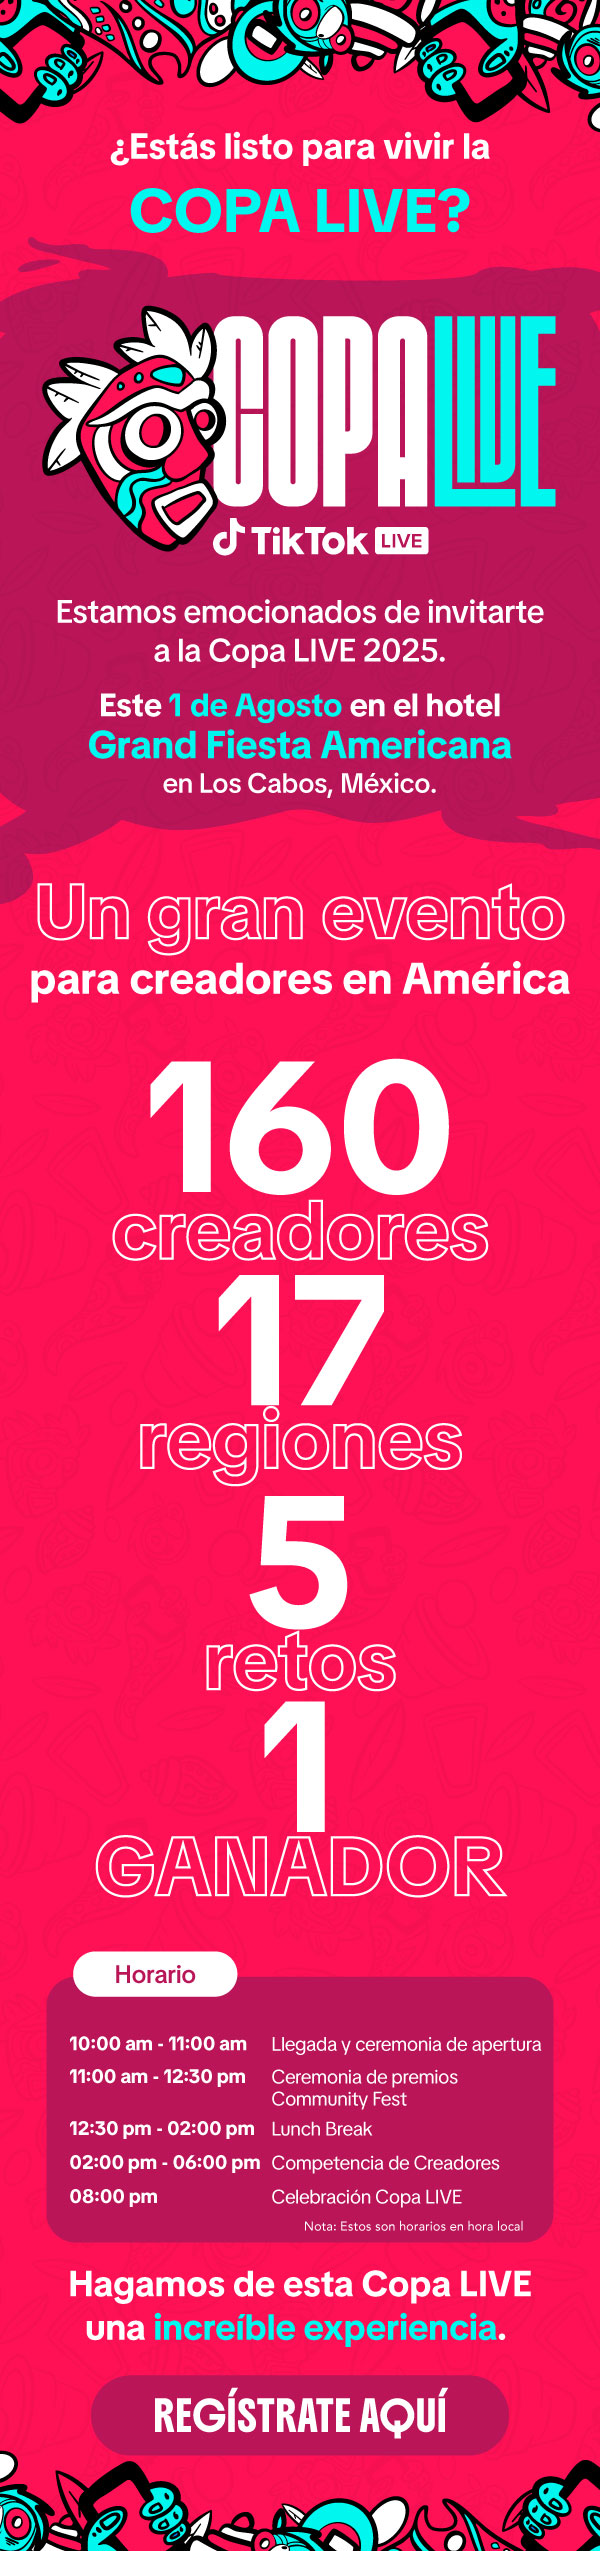 ¿Estás listo para vivir la
COPA LIVE?
COPA LIVE
TikTok LIVE
Estamos emocionados de invitarte
a la Copa LIVE 2025.
Este 1 de Agosto en el hotel
Grand Fiesta Americana
en Los Cabos, México.
Un gran evento
para creadores en América
160
creadores
17
regiones
5
retos
1
GANADOR
Horario
10:00 am - 11:00 am Llegada y ceremonia de apertura
11:00 am - 12:30 pm Ceremonia de premios
Community Fest
12:30 pm - 02:00 pm Lunch Break
02:00 pm - 06:00 pm Competencia de Creadores
08:00 pm Celebración Copa LIVE
Nota: Estos son horarios en hora local
Hagamos de esta Copa LIVE
una increíble experiencia.
REGÍSTRATE AQUÍ